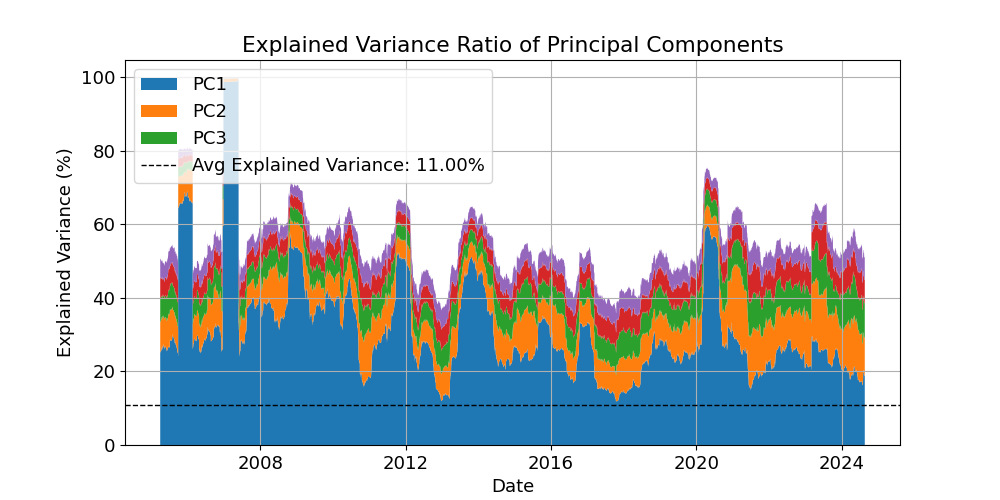 Explained Variance Ratio of Principal Components
Explained Variance (%)
100
80
60
40
20
0
PC1
PC2
PC3
Avg Explained Variance: 11.00%
2008
2012
2016
2020
2024
Date